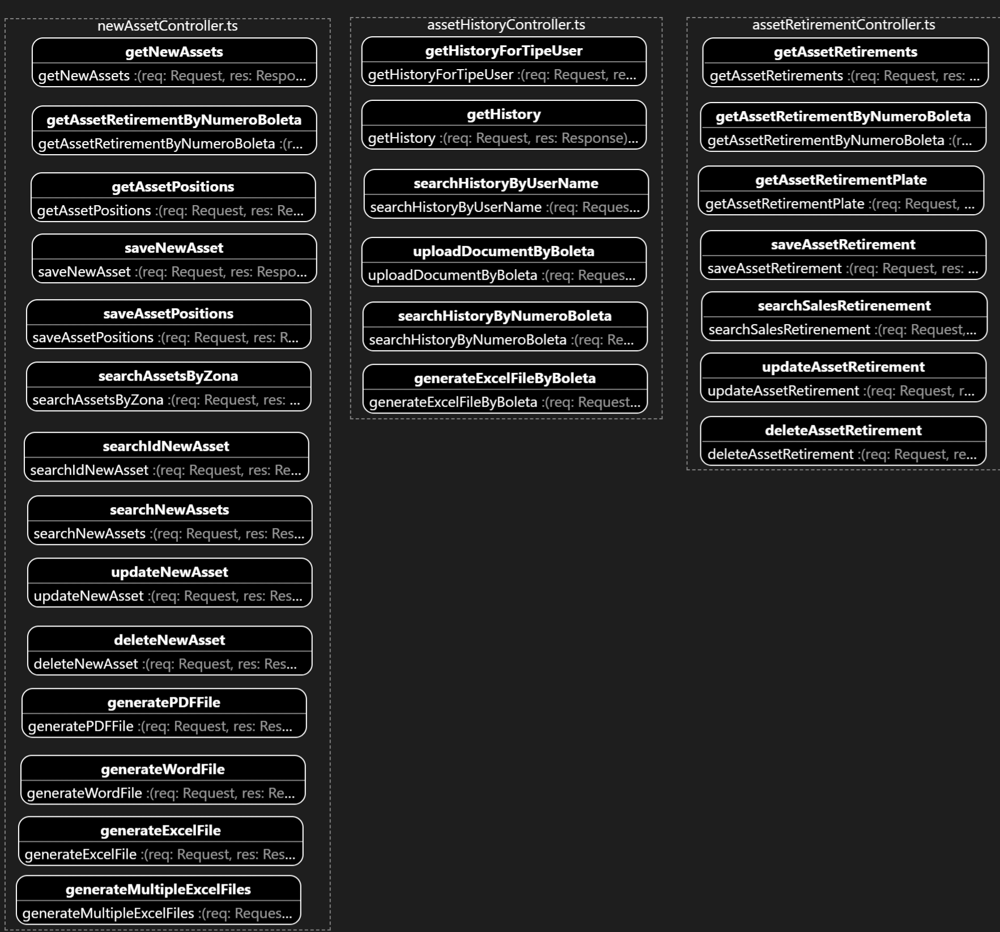 newAssetController.ts
getNewAssets
getNewAssets :(req: Request, res: Respo...
getAssetRetirementByNumeroBoleta
getAssetRetirementByNumeroBoleta :(r...
getAssetPositions
getAssetPositions :(req: Request, res: Re...
saveNewAsset
saveNewAsset :(req: Request, res: Respo...
saveAssetPositions
saveAssetPositions :(req: Request, res: R...
searchAssetsByZona
searchAssetsByZona :(req: Request, res: ...
searchIdNewAsset
searchIdNewAsset :(req: Request, res: Re...
searchNewAssets
searchNewAssets :(req: Request, res: Res...
updateNewAsset
updateNewAsset :(req: Request, res: Res...
deleteNewAsset
deleteNewAsset :(req: Request, res: Res...
generatePDFFile
generatePDFFile :(req: Request, res: Res...
generateWordFile
generateWordFile :(req: Request, res: Re...
generateExcelFile
generateExcelFile :(req: Request, res: Res...
generateMultipleExcelFiles
generateMultipleExcelFiles :(req: Reques...
assetHistoryController.ts
getHistoryForTipeUser
getHistoryForTipeUser :(req: Request, re...
getHistory
getHistory :(req: Request, res: Response)...
searchHistoryByUserName
searchHistoryByUserName :(req: Reques...
uploadDocumentByBoleta
uploadDocumentByBoleta :(req: Reques...
searchHistoryByNumeroBoleta
searchHistoryByNumeroBoleta :(req: Re...
generateExcelFileByBoleta
generateExcelFileByBoleta :(req: Request...
assetRetirementController.ts
getAssetRetirements
getAssetRetirements :(req: Request, res: ...
getAssetRetirementByNumeroBoleta
getAssetRetirementByNumeroBoleta :(r...
getAssetRetirementPlate
getAssetRetirementPlate :(req: Request, ...
saveAssetRetirement
saveAssetRetirement :(req: Request, res: ...
searchSalesRetirenement
searchSalesRetirenement :(req: Request,...
updateAssetRetirement
updateAssetRetirement :(req: Request, r...
deleteAssetRetirement
deleteAssetRetirement :(req: Request, re...